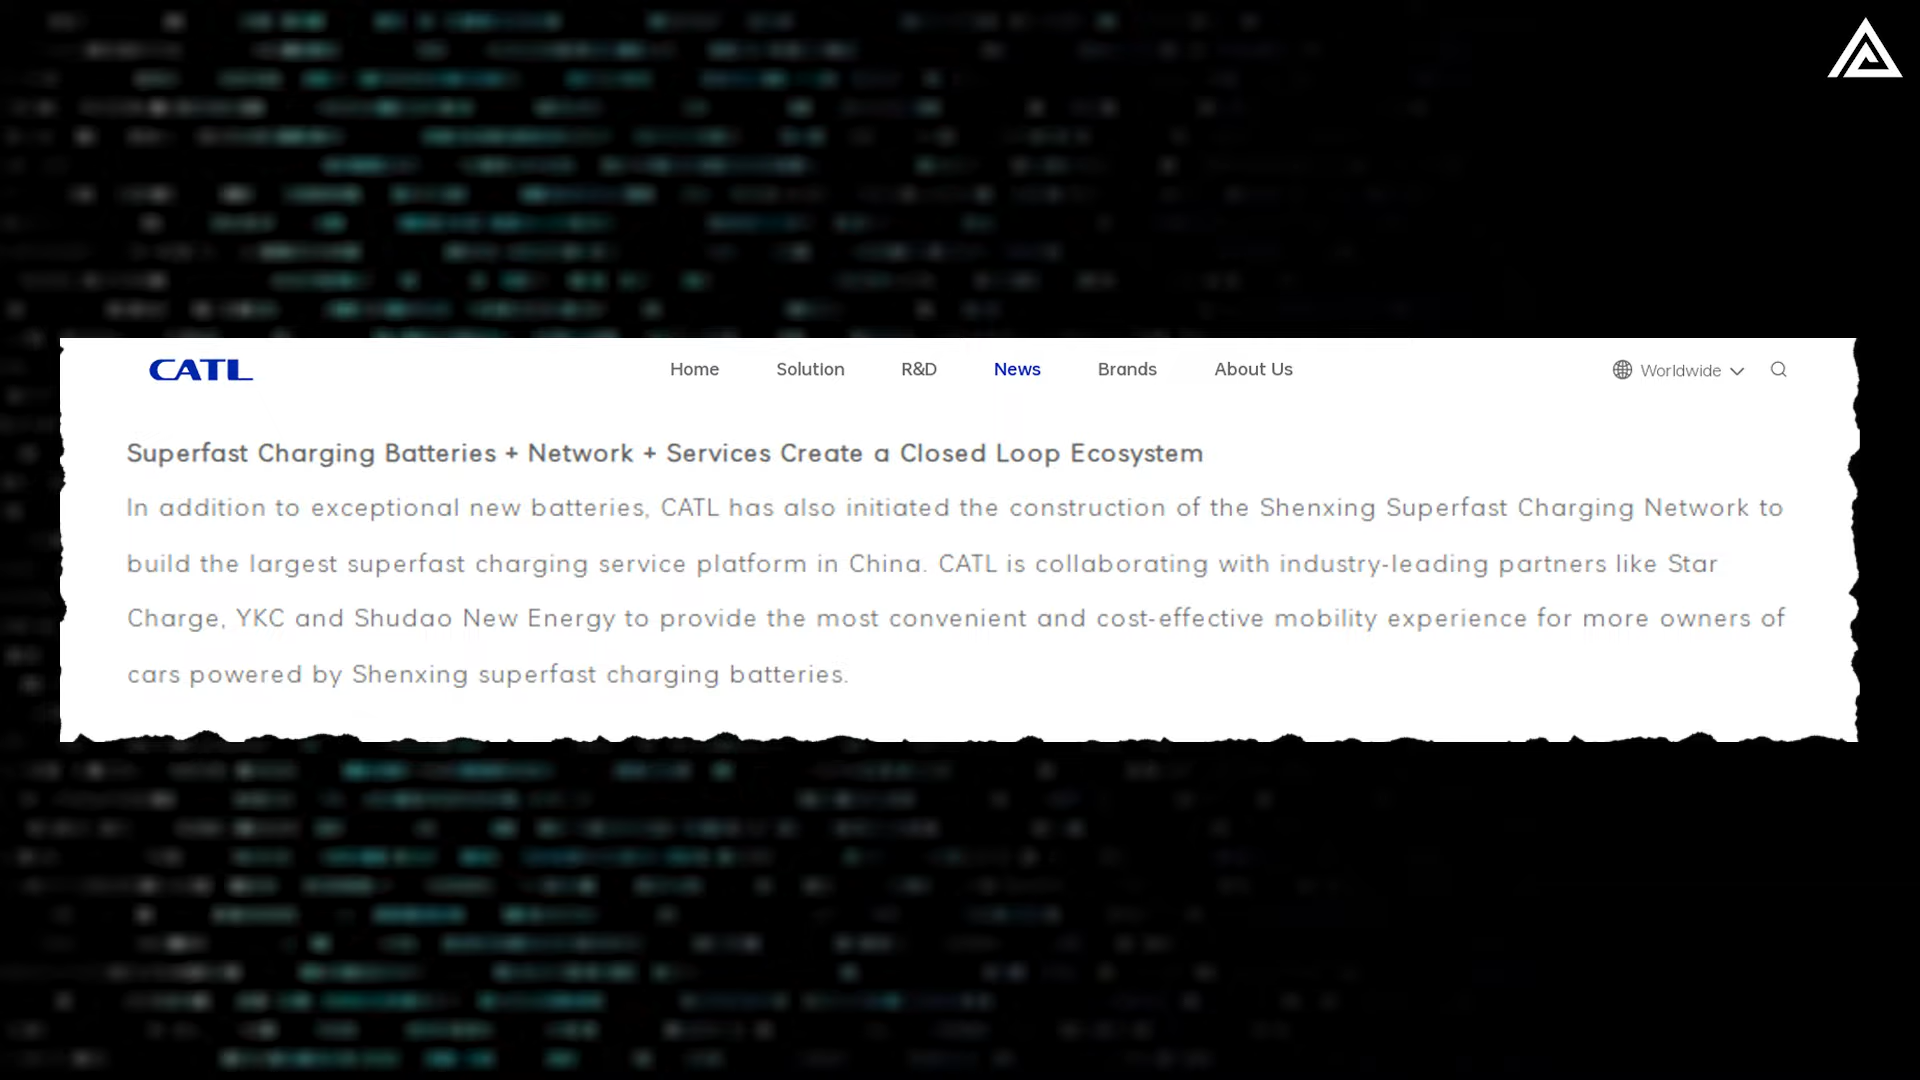 CATL
Home Solution R&D News Brands About Us Worldwide
Superfast Charging Batteries + Network + Services Create a Closed Loop Ecosystem
In addition to exceptional new batteries, CATL has also initiated the construction of the Shenxing Superfast Charging Network to
build the largest superfast charging service platform in China. CATL is collaborating with industry-leading partners like Star
Charge, YKC and Shudao New Energy to provide the most convenient and cost-effective mobility experience for more owners of
cars powered by Shenxing superfast charging batteries.